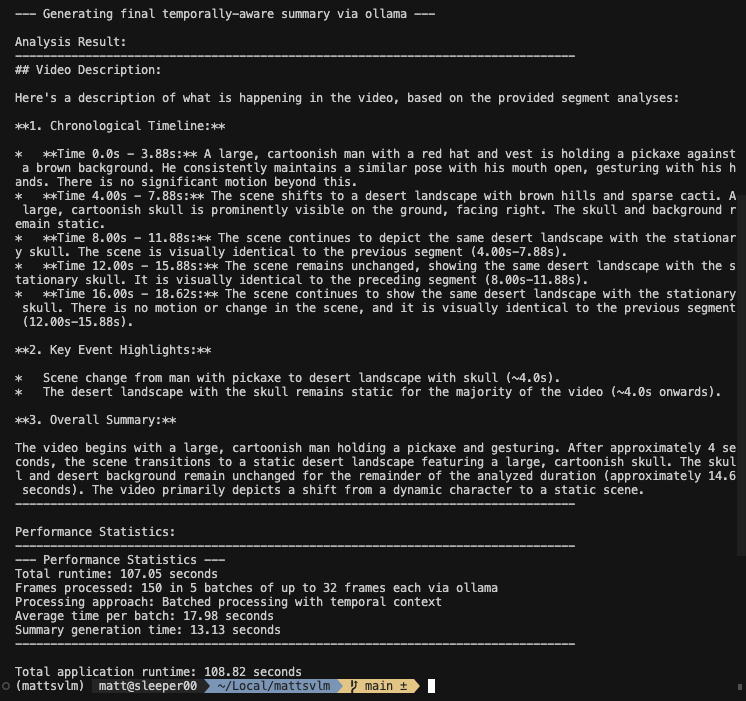 --- Generating final temporally-aware summary via ollama ---
Analysis Result:
--------------------------------------------------------------------------------
## Video Description:
Here's a description of what is happening in the video, based on the provided segment analyses:
**1. Chronological Timeline:**
*   **Time 0.0s - 3.88s:** A large, cartoonish man with a red hat and vest is holding a pickaxe against
 a brown background. He consistently maintains a similar pose with his mouth open, gesturing with his h
ands. There is no significant motion beyond this.
*   **Time 4.00s - 7.88s:** The scene shifts to a desert landscape with brown hills and sparse cacti. A
 large, cartoonish skull is prominently visible on the ground, facing right. The skull and background r
emain static.
*   **Time 8.00s - 11.88s:** The scene continues to depict the same desert landscape with the stationar
y skull. The scene is visually identical to the previous segment (4.00s-7.88s).
*   **Time 12.00s - 15.88s:** The scene remains unchanged, showing the same desert landscape with the s
tationary skull. It is visually identical to the preceding segment (8.00s-11.88s).
*   **Time 16.00s - 18.62s:** The scene continues to show the same desert landscape with the stationary
 skull. There is no motion or change in the scene, and it is visually identical to the previous segment
 (12.00s-15.88s).
**2. Key Event Highlights:**
*   Scene change from man with pickaxe to desert landscape with skull (~4.0s).
*   The desert landscape with the skull remains static for the majority of the video (~4.0s onwards).
**3. Overall Summary:**
The video begins with a large, cartoonish man holding a pickaxe and gesturing. After approximately 4 se
conds, the scene transitions to a static desert landscape featuring a large, cartoonish skull. The skul
l and desert background remain unchanged for the remainder of the analyzed duration (approximately 14.6
 seconds). The video primarily depicts a shift from a dynamic character to a static scene.
--------------------------------------------------------------------------------
Performance Statistics:
--------------------------------------------------------------------------------
--- Performance Statistics ---
Total runtime: 107.05 seconds
Frames processed: 150 in 5 batches of up to 32 frames each via ollama
Processing approach: Batched processing with temporal context
Average time per batch: 17.98 seconds
Summary generation time: 13.13 seconds
--------------------------------------------------------------------------------
Total application runtime: 108.82 seconds
(mattsvlm) matt@sleeper00 ~/Local/mattsvlm main ±